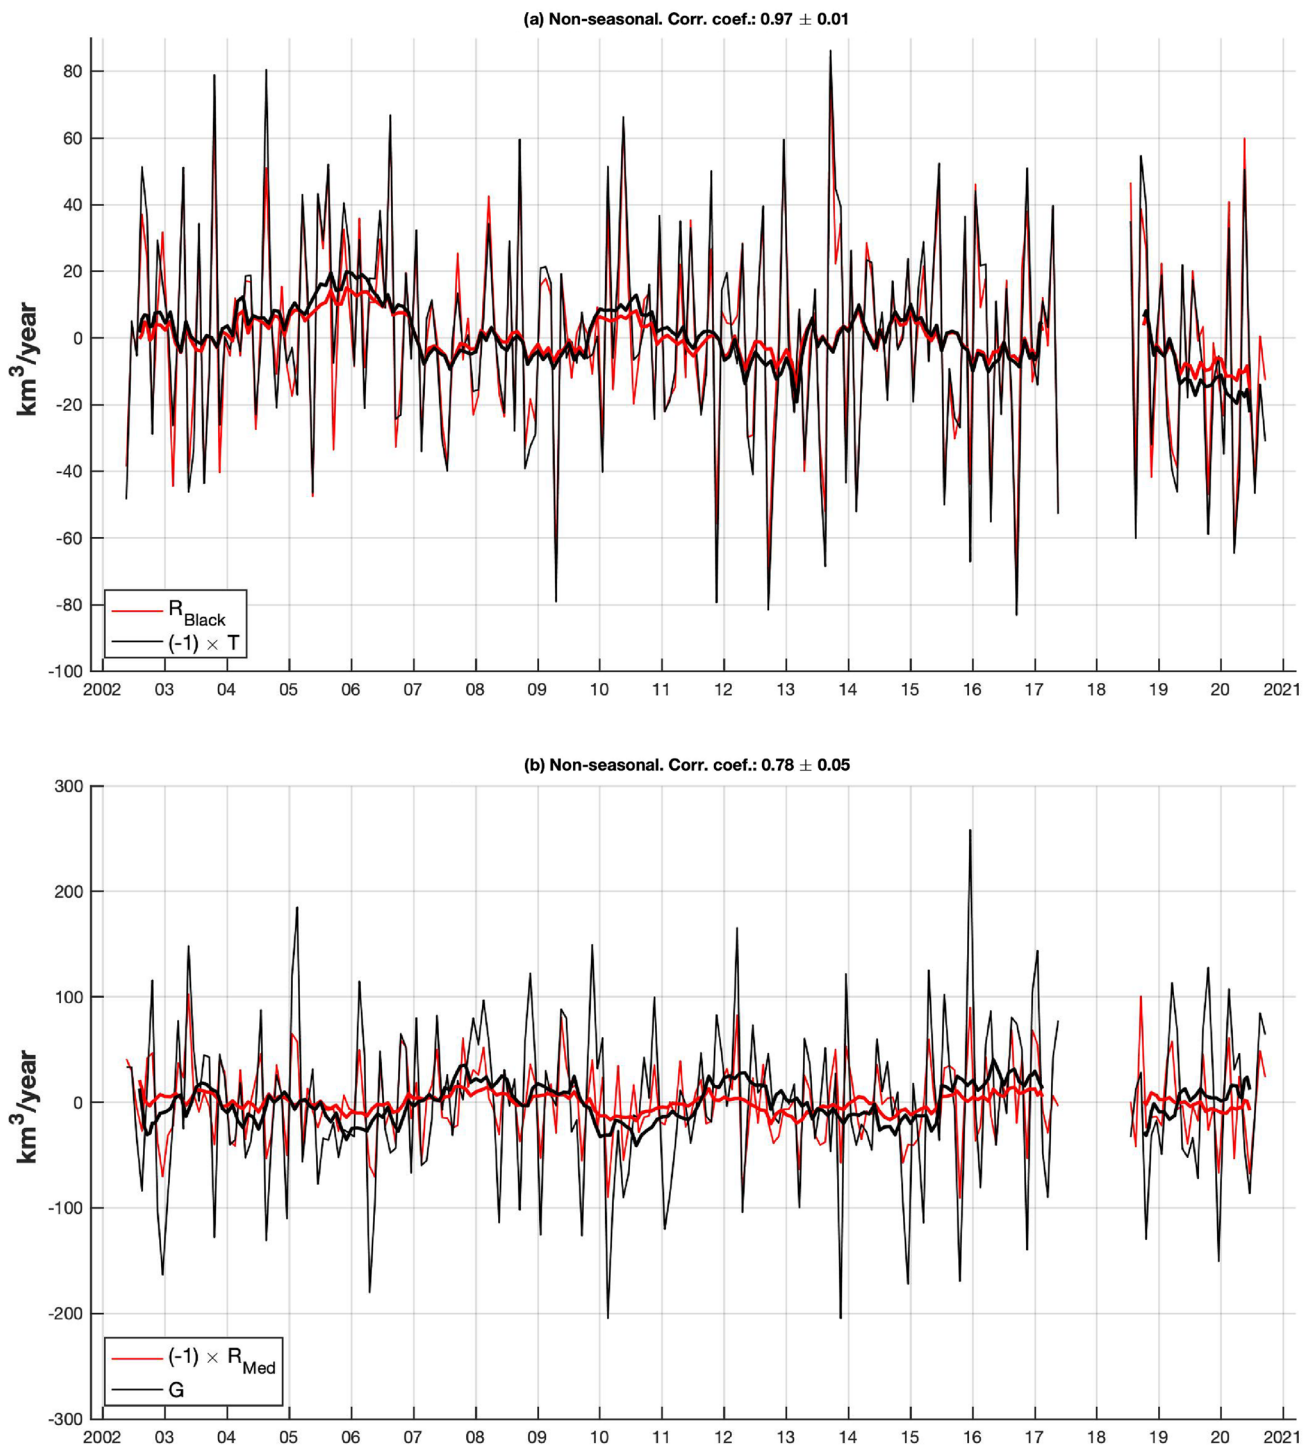 (a) Non-seasonal. Corr. coef.: 0.97 ± 0.01
80
60
40
20
0
-20
-40
-60
-80
-100
km³/year
R_Black
(-1) × T
2002 03 04 05 06 07 08 09 10 11 12 13 14 15 16 17 18 19 20 2021
(b) Non-seasonal. Corr. coef.: 0.78 ± 0.05
300
200
100
0
-100
-200
-300
km³/year
(-1) × R_Med
G
2002 03 04 05 06 07 08 09 10 11 12 13 14 15 16 17 18 19 20 2021